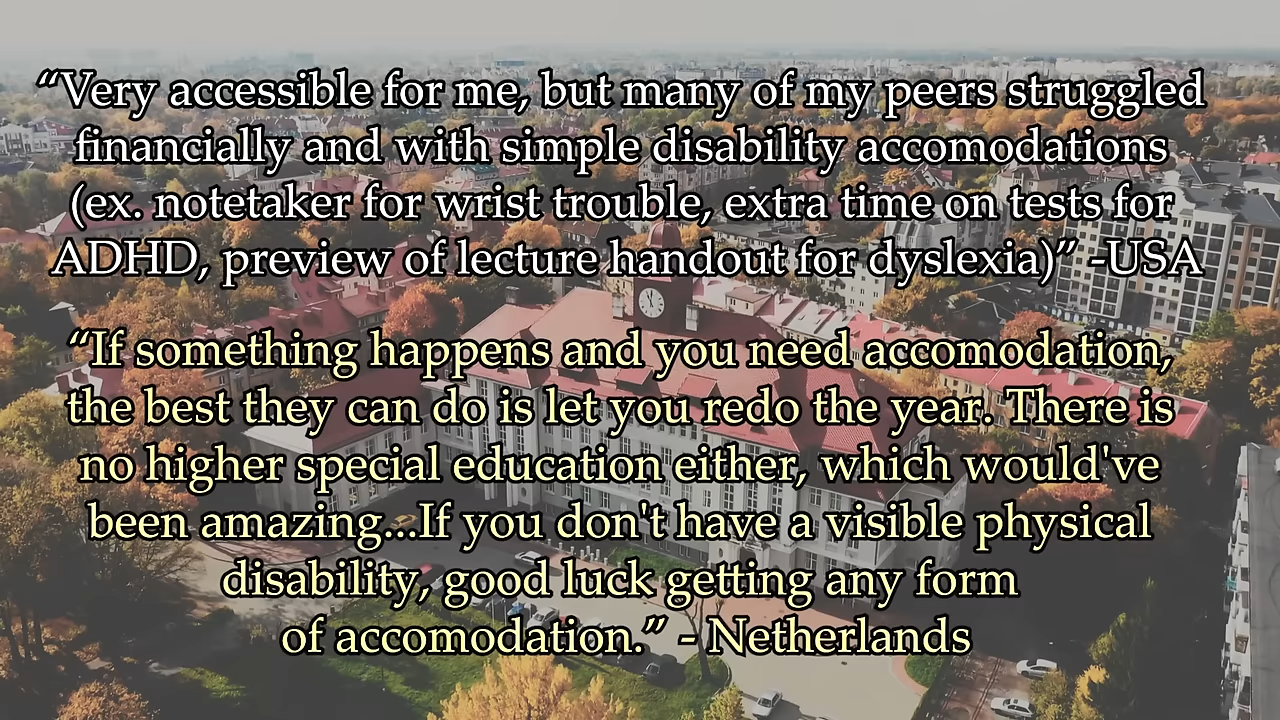 “Very accessible for me, but many of my peers struggled
financially and with simple disability accomodations
(ex. notetaker for wrist trouble, extra time on tests for
ADHD, preview of lecture handout for dyslexia)” -USA
“If something happens and you need accomodation,
the best they can do is let you redo the year. There is
no higher special education either, which would've
been amazing...If you don't have a visible physical
disability, good luck getting any form
of accomodation.” - Netherlands